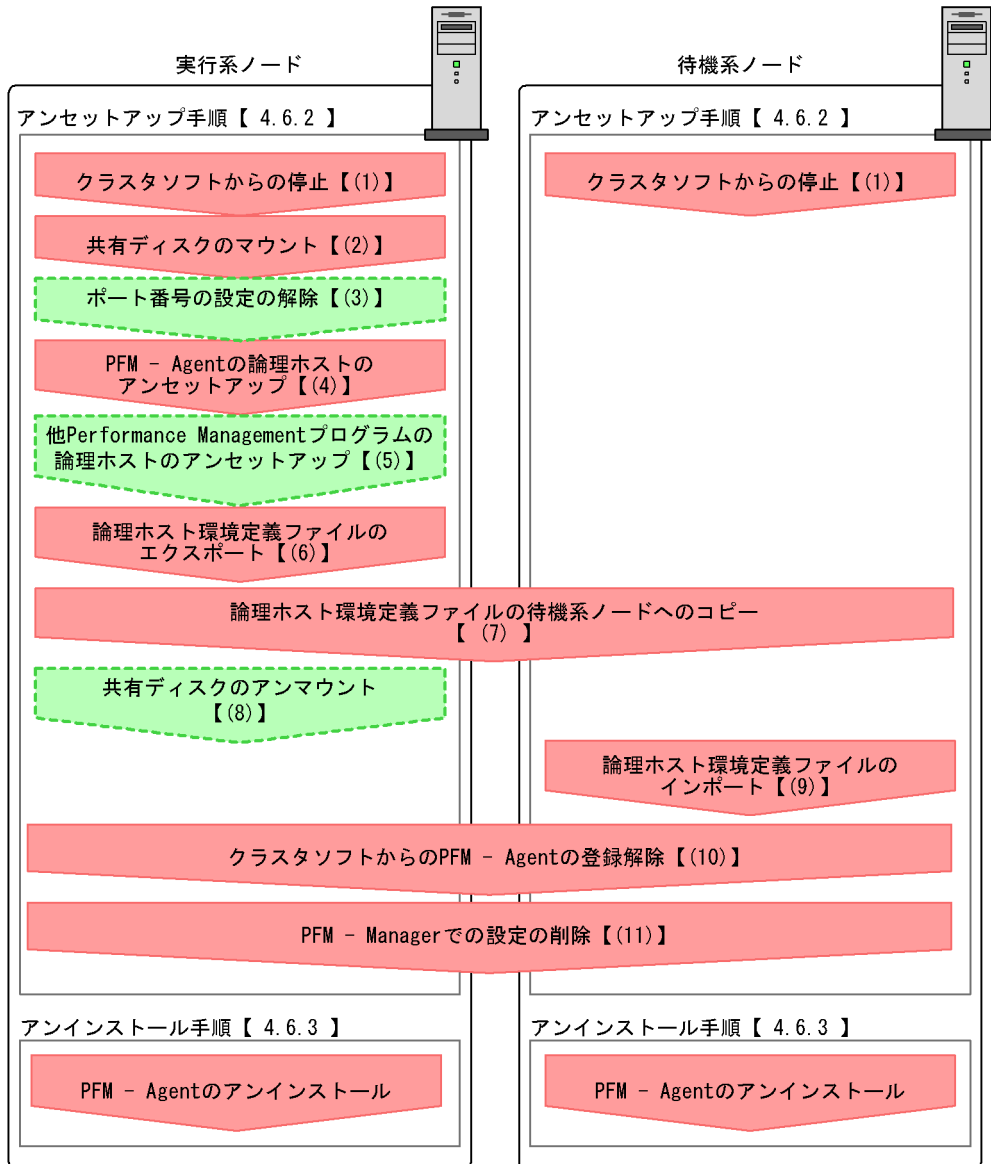 実行系ノード
待機系ノード
アンセットアップ手順【 4.6.2 】
アンセットアップ手順【 4.6.2 】
クラスタソフトからの停止【(1)】
クラスタソフトからの停止【(1)】
共有ディスクのマウント【(2)】
ポート番号の設定の解除【(3)】
PFM - Agentの論理ホストの
アンセットアップ【(4)】
他Performance Managementプログラムの
論理ホストのアンセットアップ【(5)】
論理ホスト環境定義ファイルの
エクスポート【(6)】
論理ホスト環境定義ファイルの待機系ノードへのコピー
【 (7) 】
共有ディスクのアンマウント
【(8)】
論理ホスト環境定義ファイルの
インポート【(9)】
クラスタソフトからのPFM - Agentの登録解除【(10)】
PFM - Managerでの設定の削除【(11)】
アンインストール手順【 4.6.3 】
アンインストール手順【 4.6.3 】
PFM - Agentのアンインストール
PFM - Agentのアンインストール